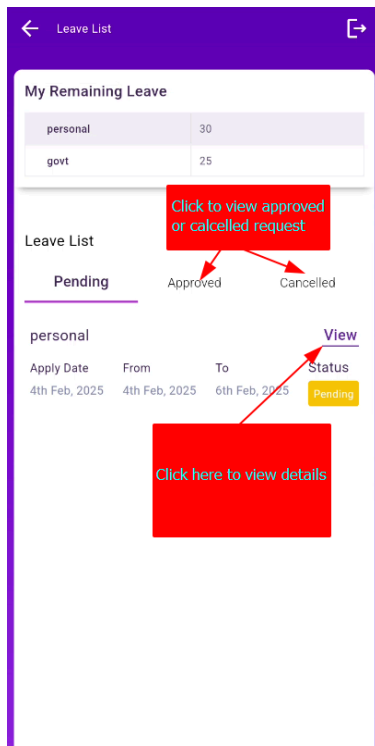 Leave List
My Remaining Leave
personal 30
govt 25
Click to view approved
or calcelled request
Leave List
Pending Approved Cancelled
personal View
Apply Date From To Status
4th Feb, 2025 4th Feb, 2025 6th Feb, 2025 Pending
Click here to view details